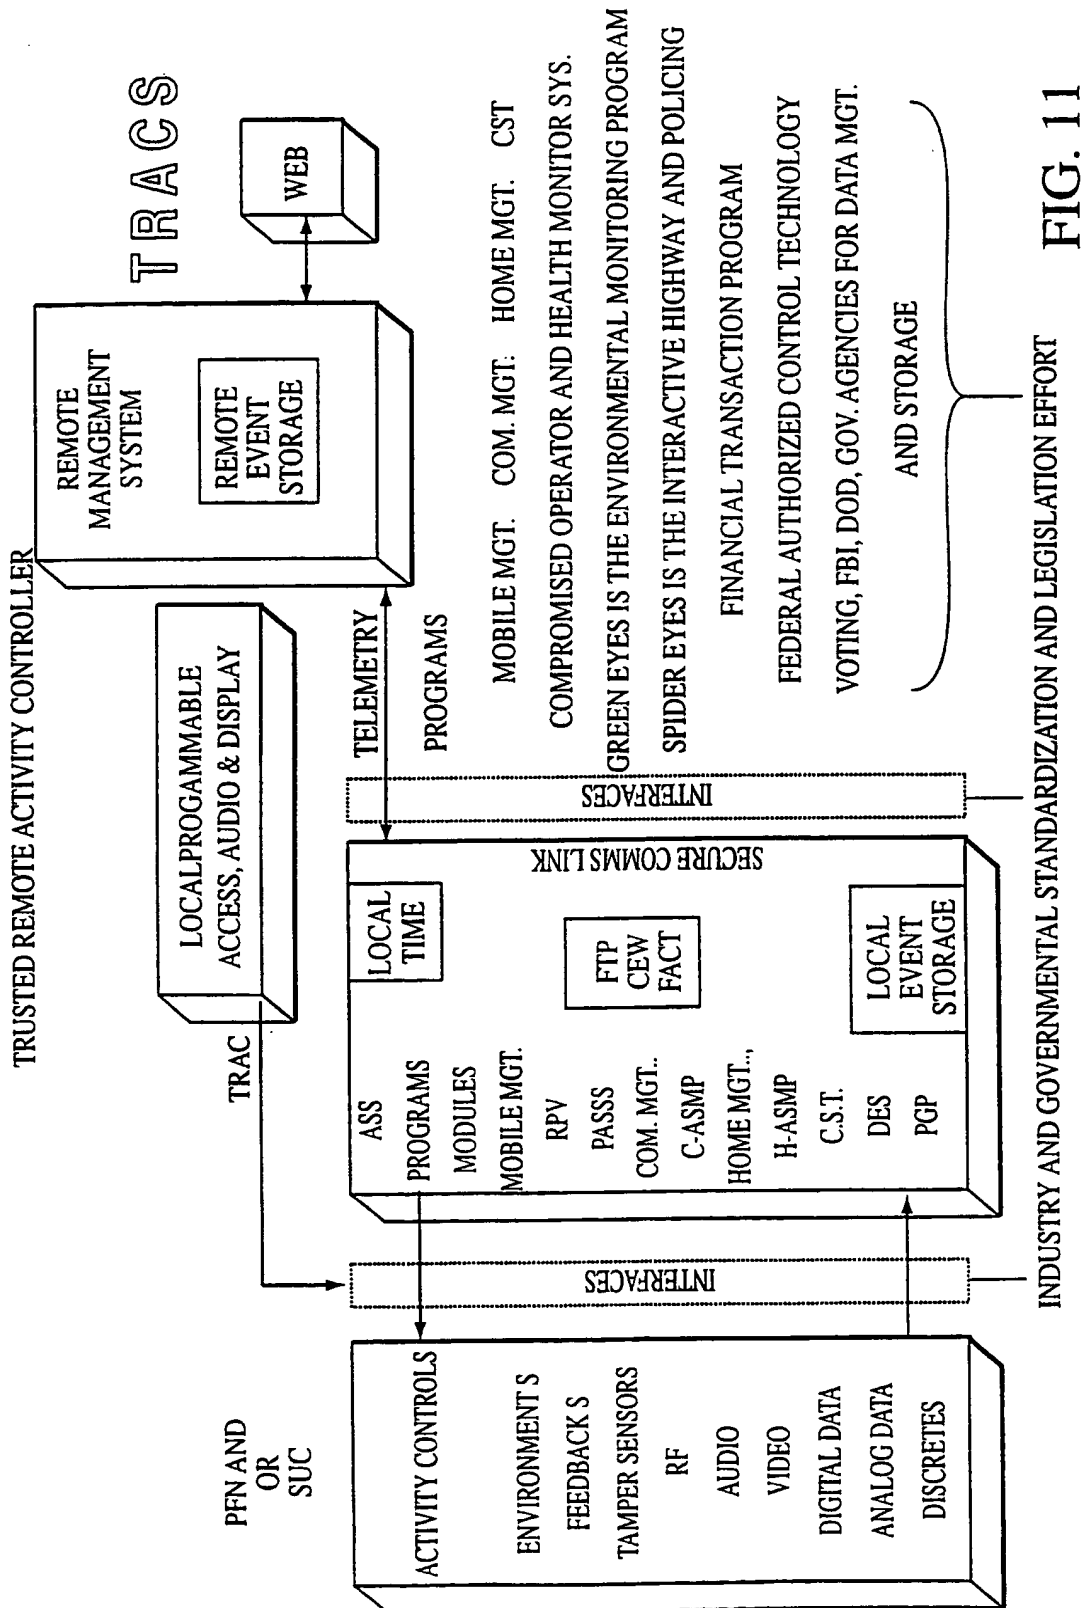 TRUSTED REMOTE ACTIVITY CONTROLLER
TRACS
PFN AND
OR
SUC
TRAC
LOCALPROGAMMABLE
ACCESS, AUDIO & DISPLAY
REMOTE
MANAGEMENT
SYSTEM
REMOTE
EVENT
STORAGE
WEB
ACTIVITY CONTROLS
ENVIRONMENT S
FEEDBACK S
TAMPER SENSORS
RF
AUDIO
VIDEO
DIGITAL DATA
ANALOG DATA
DISCRETES
INTERFACES
ASS
PROGRAMS
MODULES
MOBILE MGT.
RPV
PASSS
COM. MGT..
C-ASMP
HOME MGT..,
H-ASMP
C.S.T.
DES
PGP
LOCAL
TIME
FTP
CEW
FACT
LOCAL
EVENT
STORAGE
SECURE COMMS LINK
INTERFACES
TELEMETRY
PROGRAMS
MOBILE MGT. COM. MGT. HOME MGT. CST
COMPROMISED OPERATOR AND HEALTH MONITOR SYS.
GREEN EYES IS THE ENVIRONMENTAL MONITORING PROGRAM
SPIDER EYES IS THE INTERACTIVE HIGHWAY AND POLICING
FINANCIAL TRANSACTION PROGRAM
FEDERAL AUTHORIZED CONTROL TECHNOLOGY
VOTING, FBI, DOD, GOV. AGENCIES FOR DATA MGT.
AND STORAGE
INDUSTRY AND GOVERNMENTAL STANDARDIZATION AND LEGISLATION EFFORT
FIG. 11